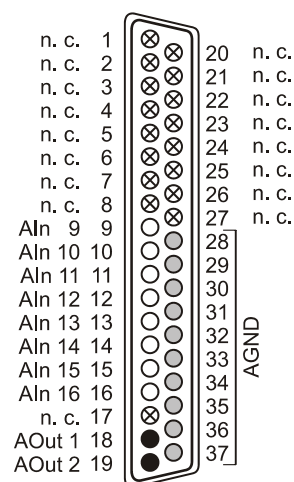 n. c. 1
20 n. c.
n. c. 2
21 n. c.
n. c. 3
22 n. c.
n. c. 4
23 n. c.
n. c. 5
24 n. c.
n. c. 6
25 n. c.
n. c. 7
26 n. c.
n. c. 8
27 n. c.
AIn 9 9
28
AIn 10 10
29
AIn 11 11
30
AIn 12 12
31
AIn 13 13
32
AIn 14 14
33
AIn 15 15
34
AIn 16 16
35
n. c. 17
36
AOut 1 18
37
AOut 2 19
AGND